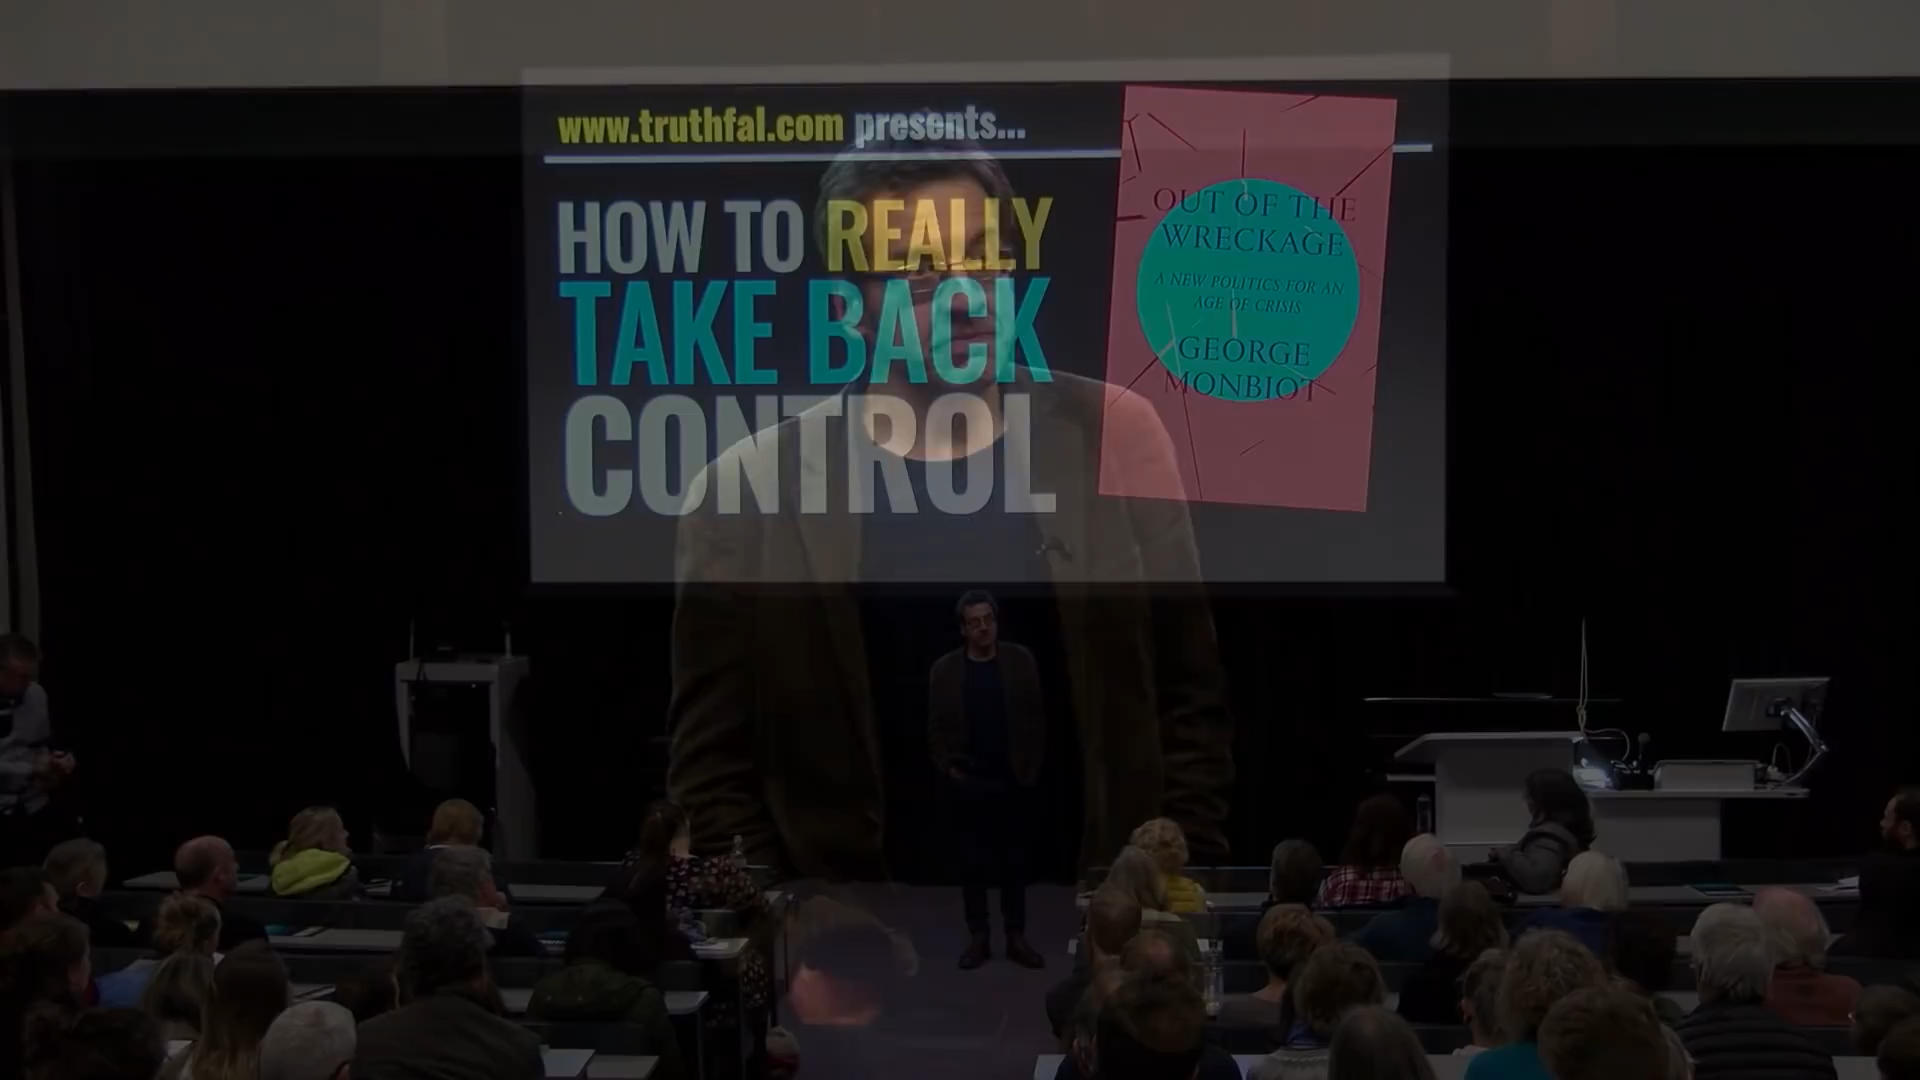 www.truthfal.com presents...
HOW TO REALLY
TAKE BACK
CONTROL
OUT OF THE
WRECKAGE
A NEW POLITICS FOR AN
AGE OF CRISIS
GEORGE
MONBIOT